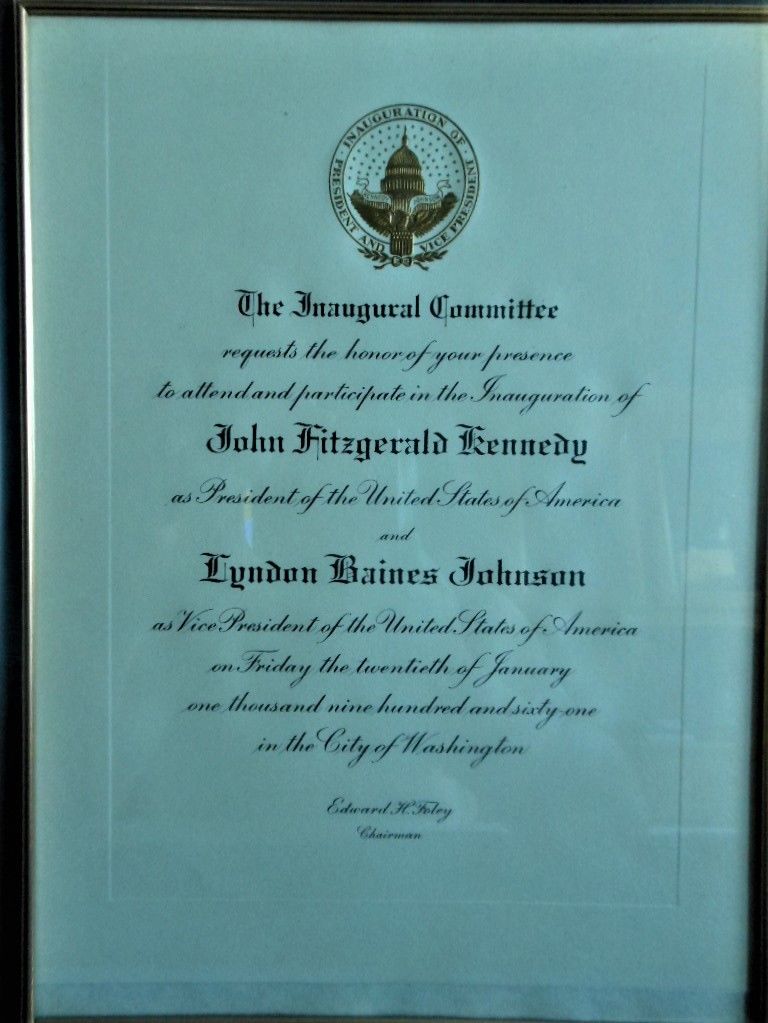 INAUGURATION OF
PRESIDENT AND VICE PRESIDENT
KENNEDY JOHNSON
The Inaugural Committee
requests the honor of your presence
to attend and participate in the Inauguration of
John Fitzgerald Kennedy
as President of the United States of America
and
Lyndon Baines Johnson
as Vice President of the United States of America
on Friday the twentieth of January
one thousand nine hundred and sixty-one
in the City of Washington
Edward H. Foley
Chairman